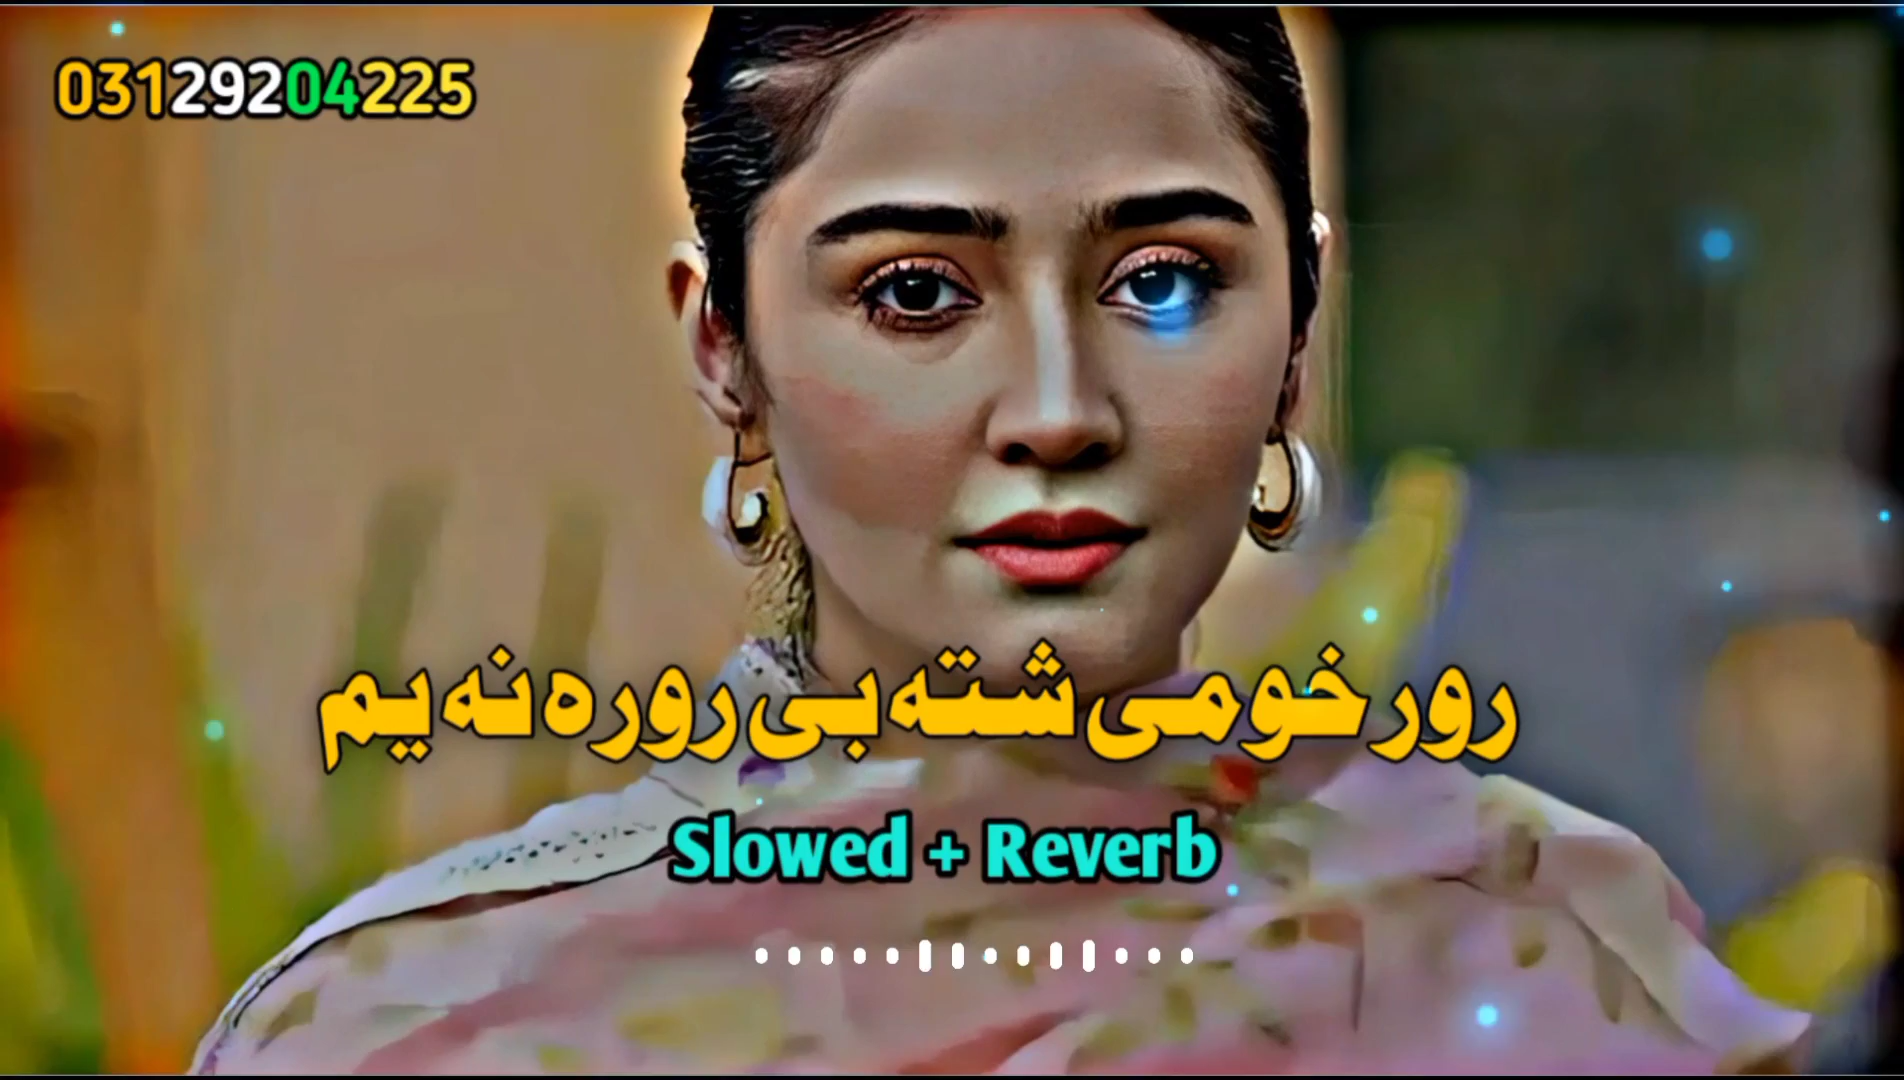 03129204225
رور خو می شته بی روره نه یم
Slowed + Reverb